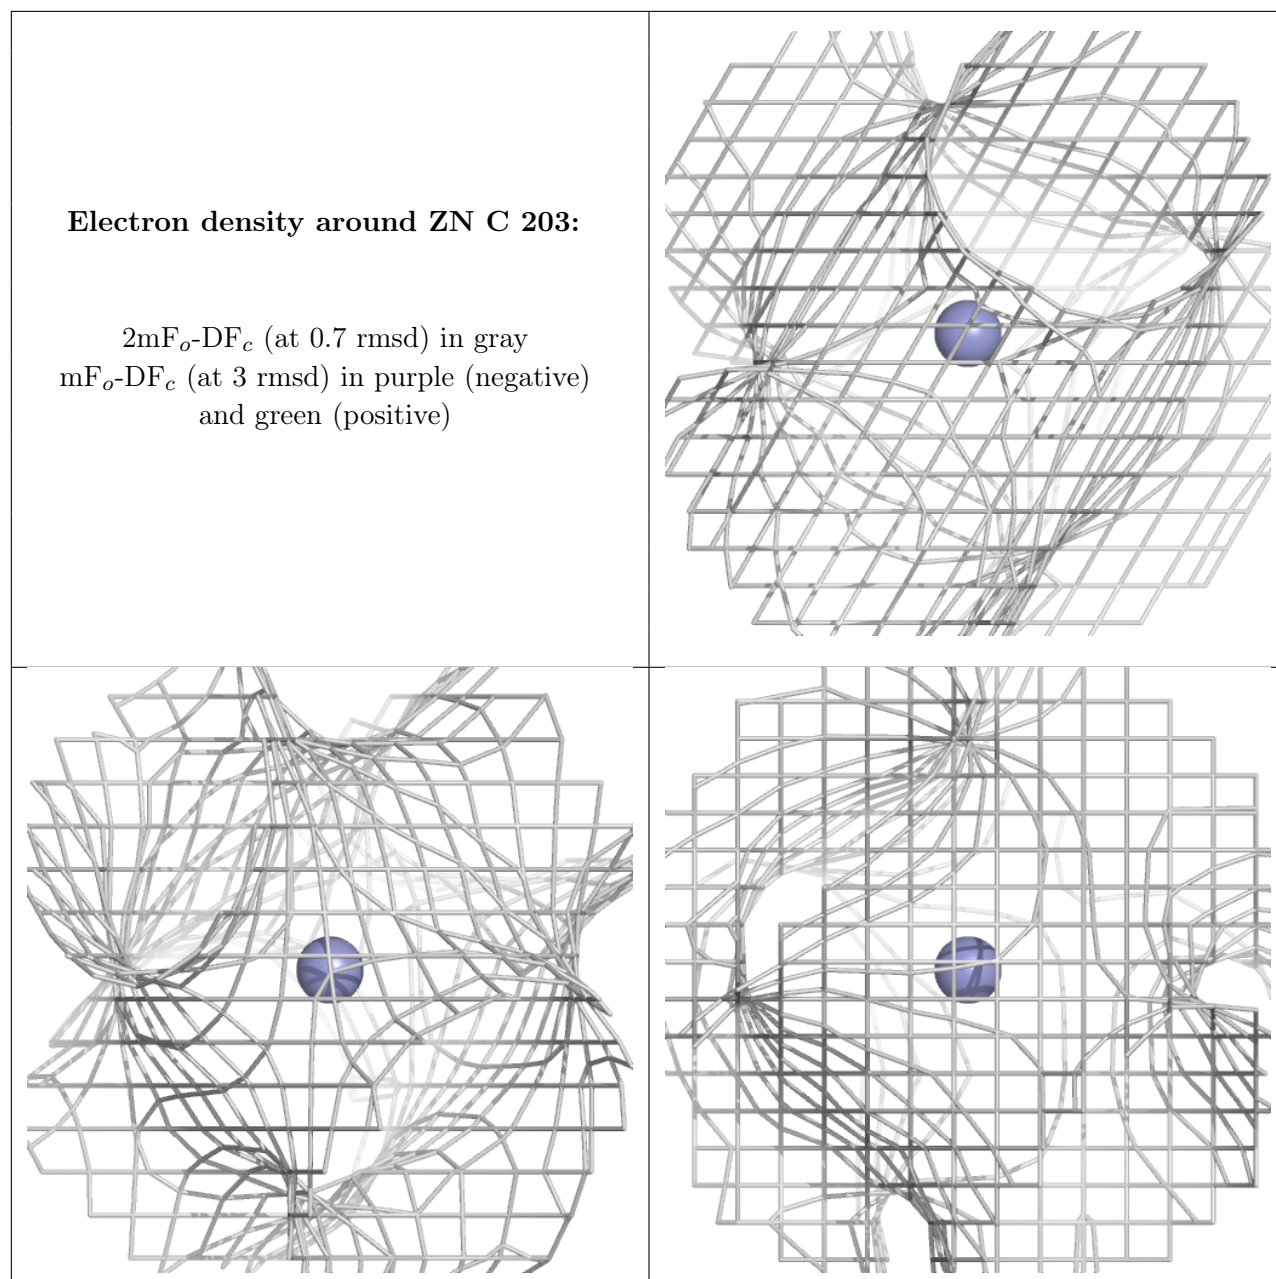 Electron density around ZN C 203:
2mFo-DFc (at 0.7 rmsd) in gray
mFo-DFc (at 3 rmsd) in purple (negative)
and green (positive)